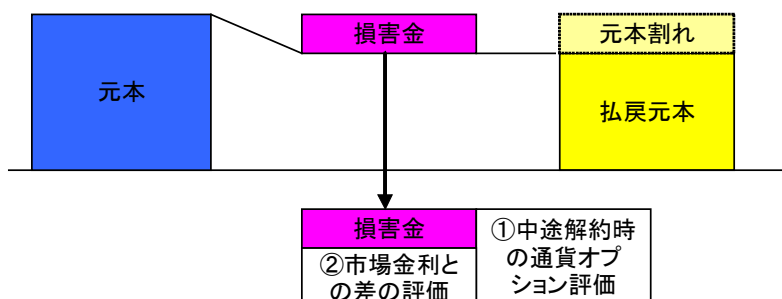 元本
損害金
元本割れ
払戻元本
損害金
②市場金利と
の差の評価
①中途解約時
の通貨オプ
ション評価